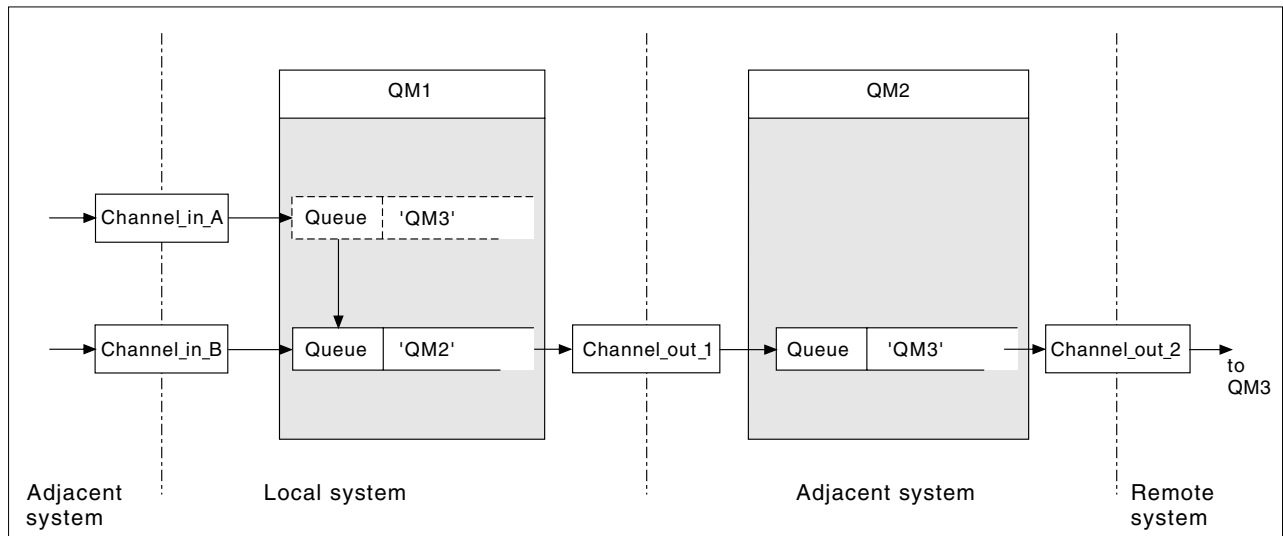 QM1
QM2
Channel_in_A
Queue 'QM3'
Channel_in_B
Queue 'QM2'
Channel_out_1
Queue 'QM3'
Channel_out_2
to
QM3
Adjacent
system
Local system
Adjacent system
Remote
system